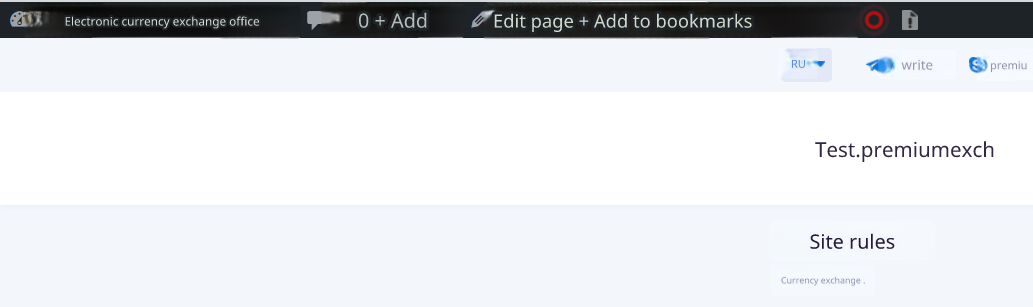 Electronic currency exchange office 0 + Add Edit page + Add to bookmarks
RU write premiu
Test.premiumexch
Site rules
Currency exchange .